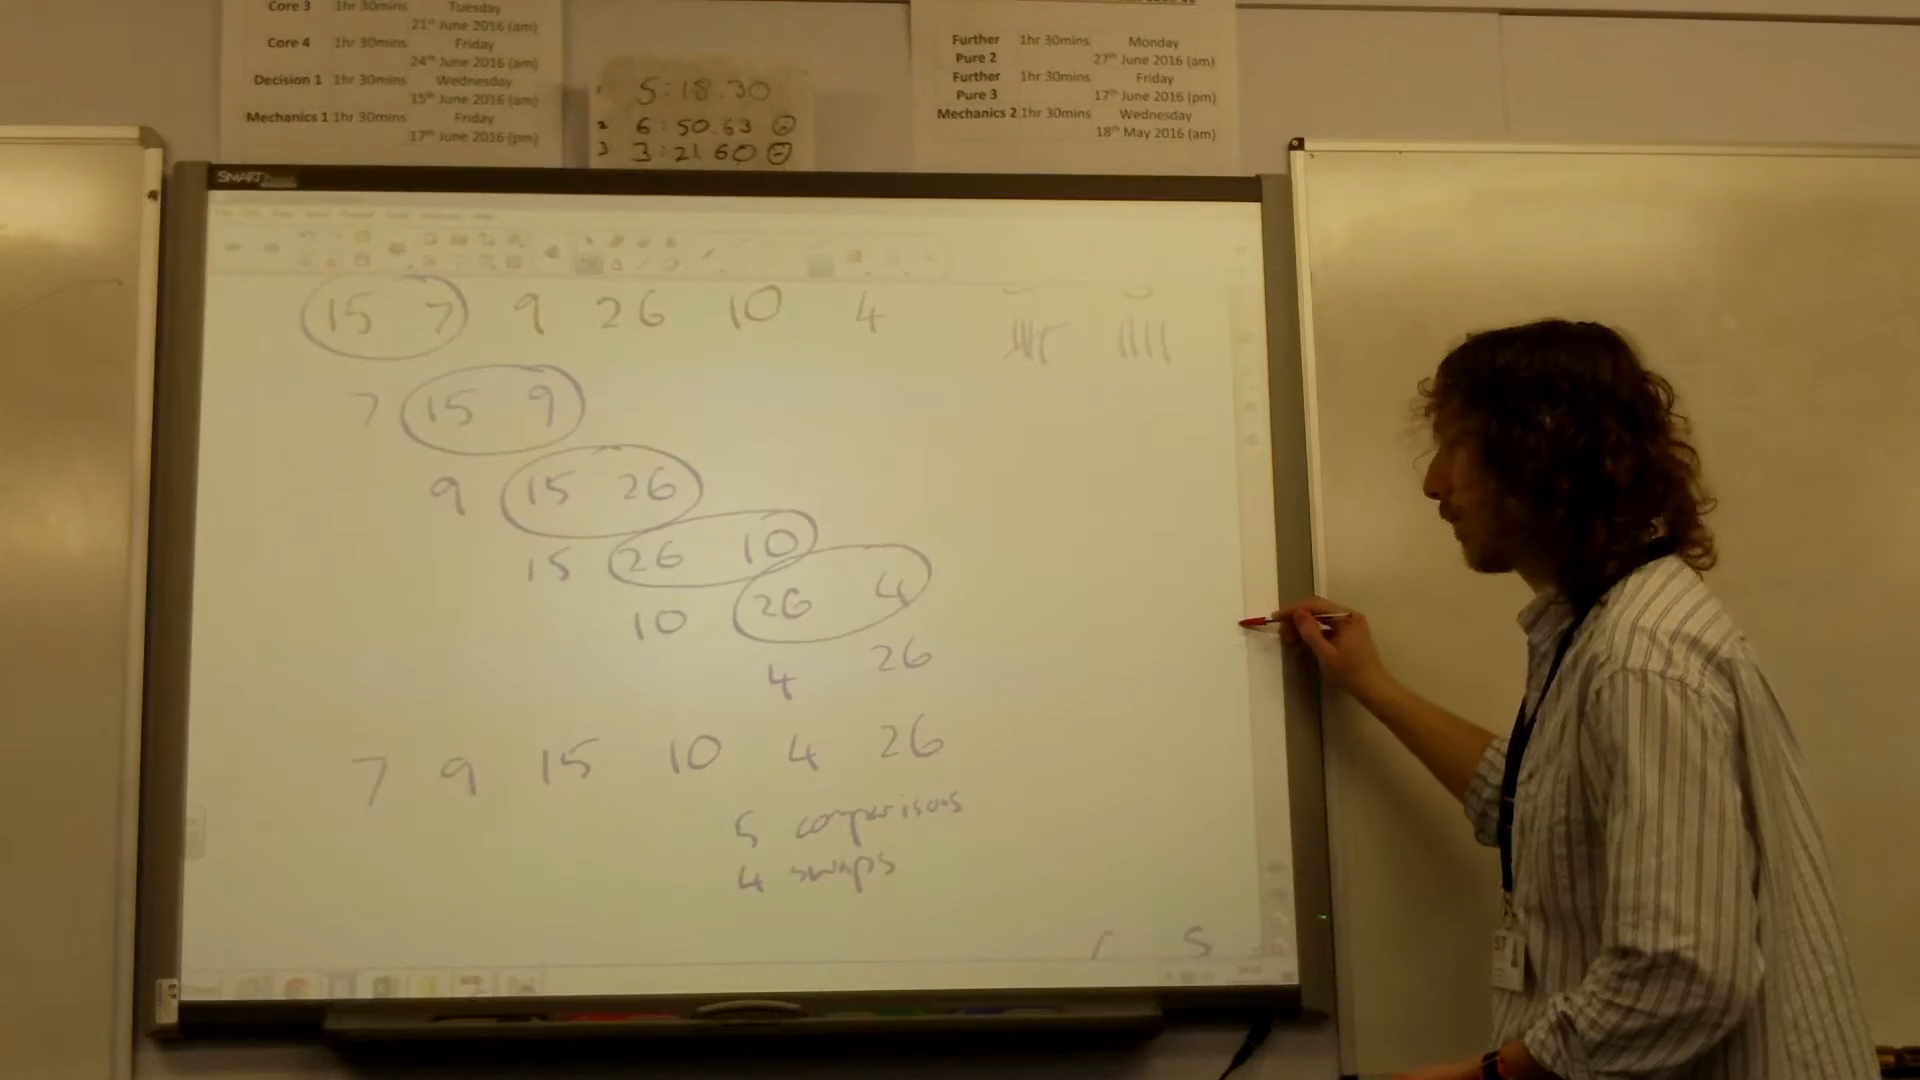 Core 3 1hr 30mins Tuesday
21st June 2016 (am)
Core 4 1hr 30mins Friday
24th June 2016 (am)
Decision 1 1hr 30mins Wednesday
15th June 2016 (am)
Mechanics 1 1hr 30mins Friday
17th June 2016 (pm)
1 5:18.30
2 6:50.63
3 3:21 60
Further 1hr 30mins Monday
Pure 2 27th June 2016 (am)
Further 1hr 30mins Friday
Pure 3 17th June 2016 (pm)
Mechanics 2 1hr 30mins Wednesday
18th May 2016 (am)
SMART
15 7 9 26 10 4
7 15 9
9 15 26
15 26 10
10 26 4
4 26
7 9 15 10 4 26
5 comparisons
4 swaps
S